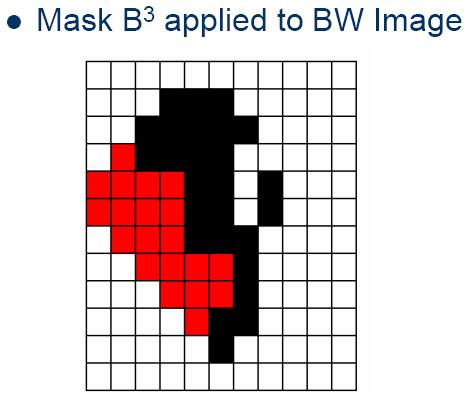 • Mask B³ applied to BW Image